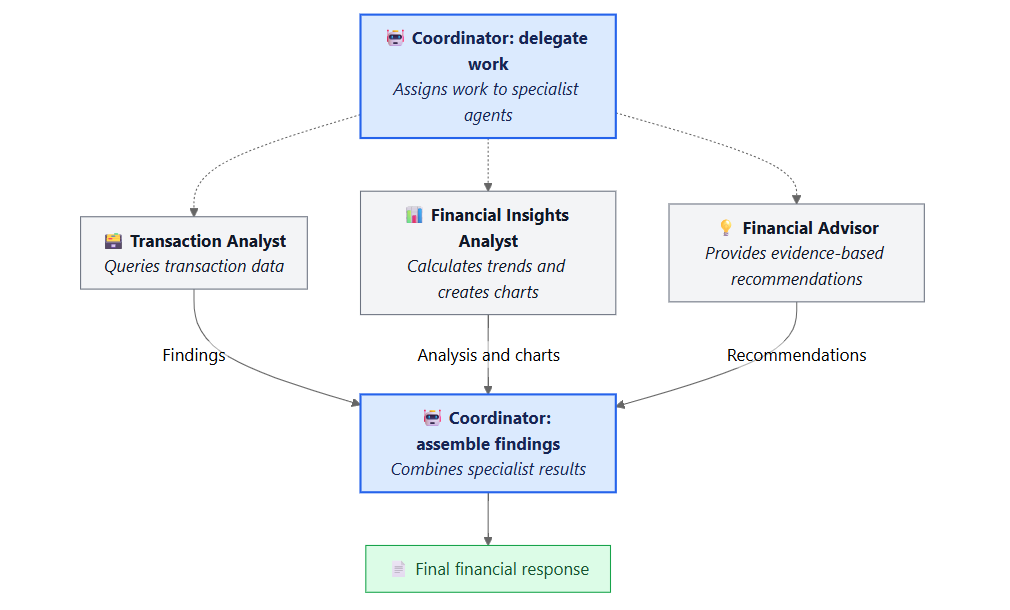 Coordinator: delegate
work
Assigns work to specialist
agents
Transaction Analyst
Queries transaction data
Financial Insights
Analyst
Calculates trends and
creates charts
Financial Advisor
Provides evidence-based
recommendations
Findings
Analysis and charts
Recommendations
Coordinator:
assemble findings
Combines specialist results
Final financial response